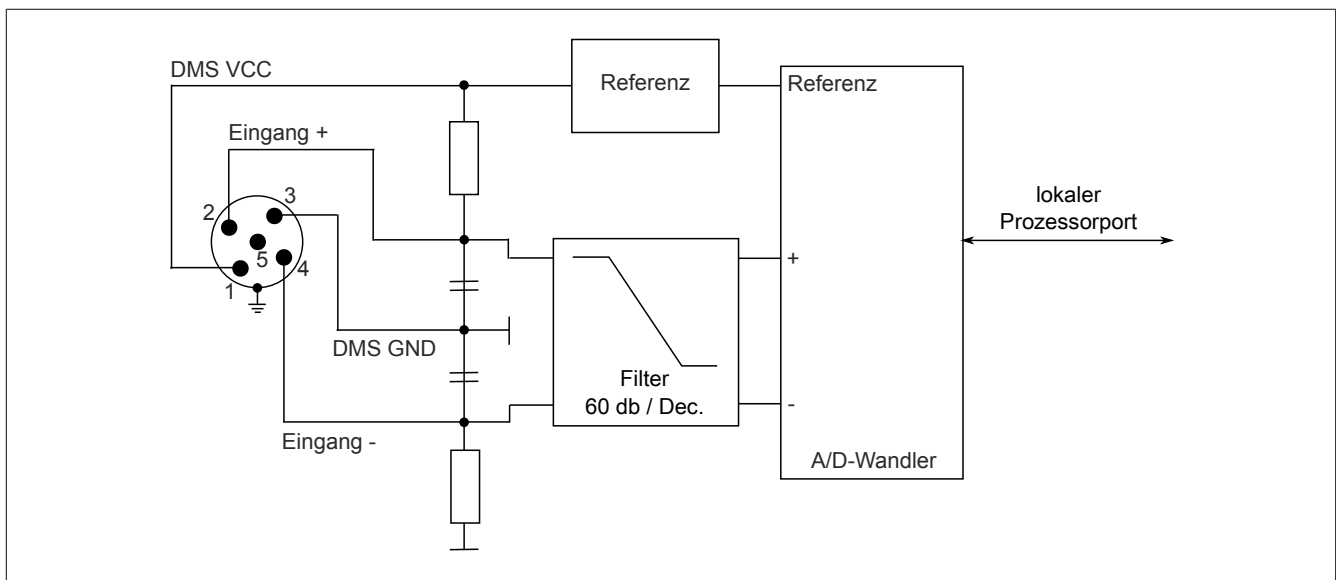 DMS VCC
Referenz
Referenz
Eingang +
2
3
5
4
1
lokaler
Prozessorport
+
DMS GND
Filter
60 db / Dec.
-
Eingang -
A/D-Wandler